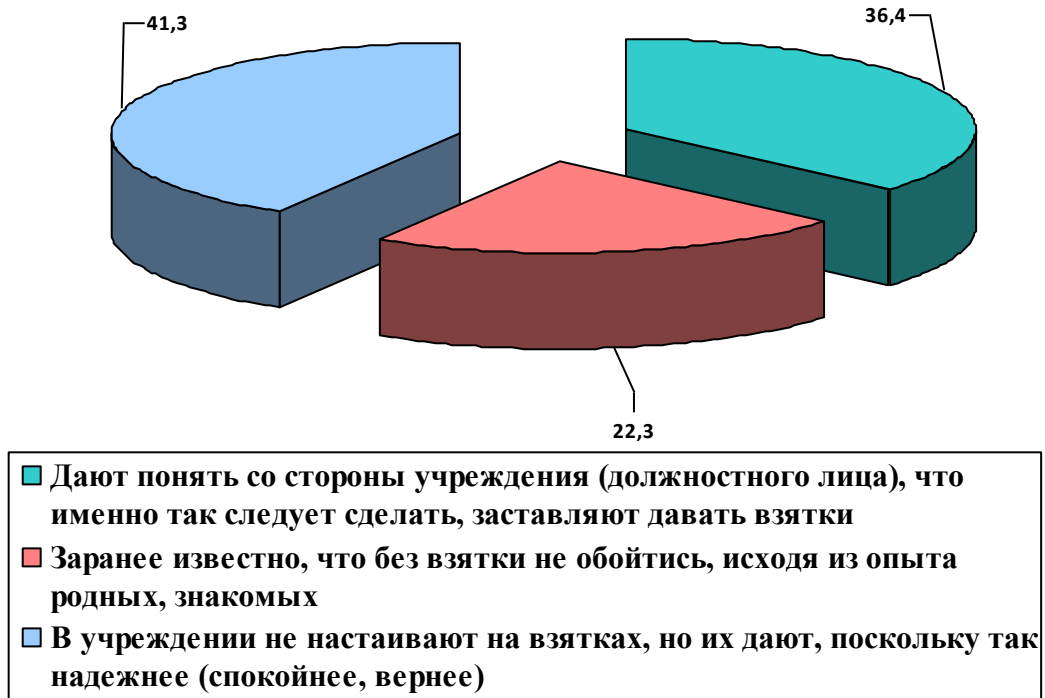 41,3
36,4
22,3
Дают понять со стороны учреждения (должностного лица), что
именно так следует сделать, заставляют давать взятки
Заранее известно, что без взятки не обойтись, исходя из опыта
родных, знакомых
В учреждении не настаивают на взятках, но их дают, поскольку так
надежнее (спокойнее, вернее)